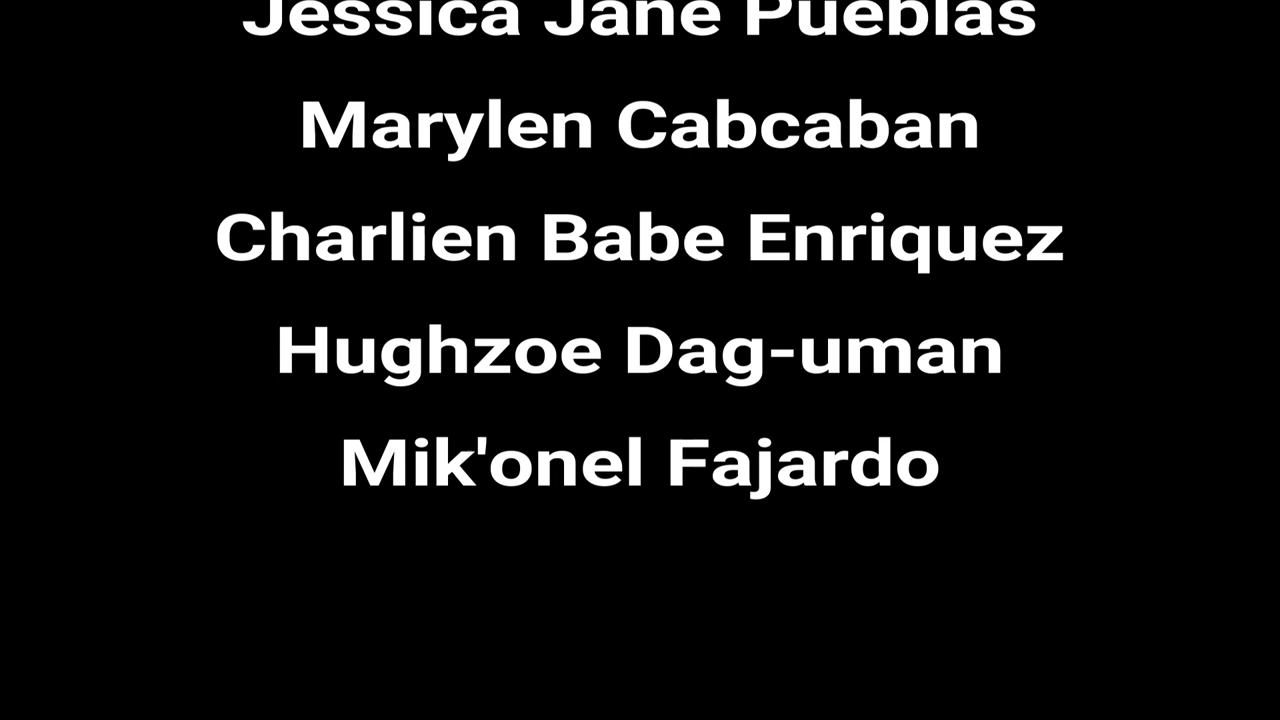 Jessica Jane Pueblas
Marylen Cabcaban
Charlien Babe Enriquez
Hughzoe Dag-uman
Mik'onel Fajardo